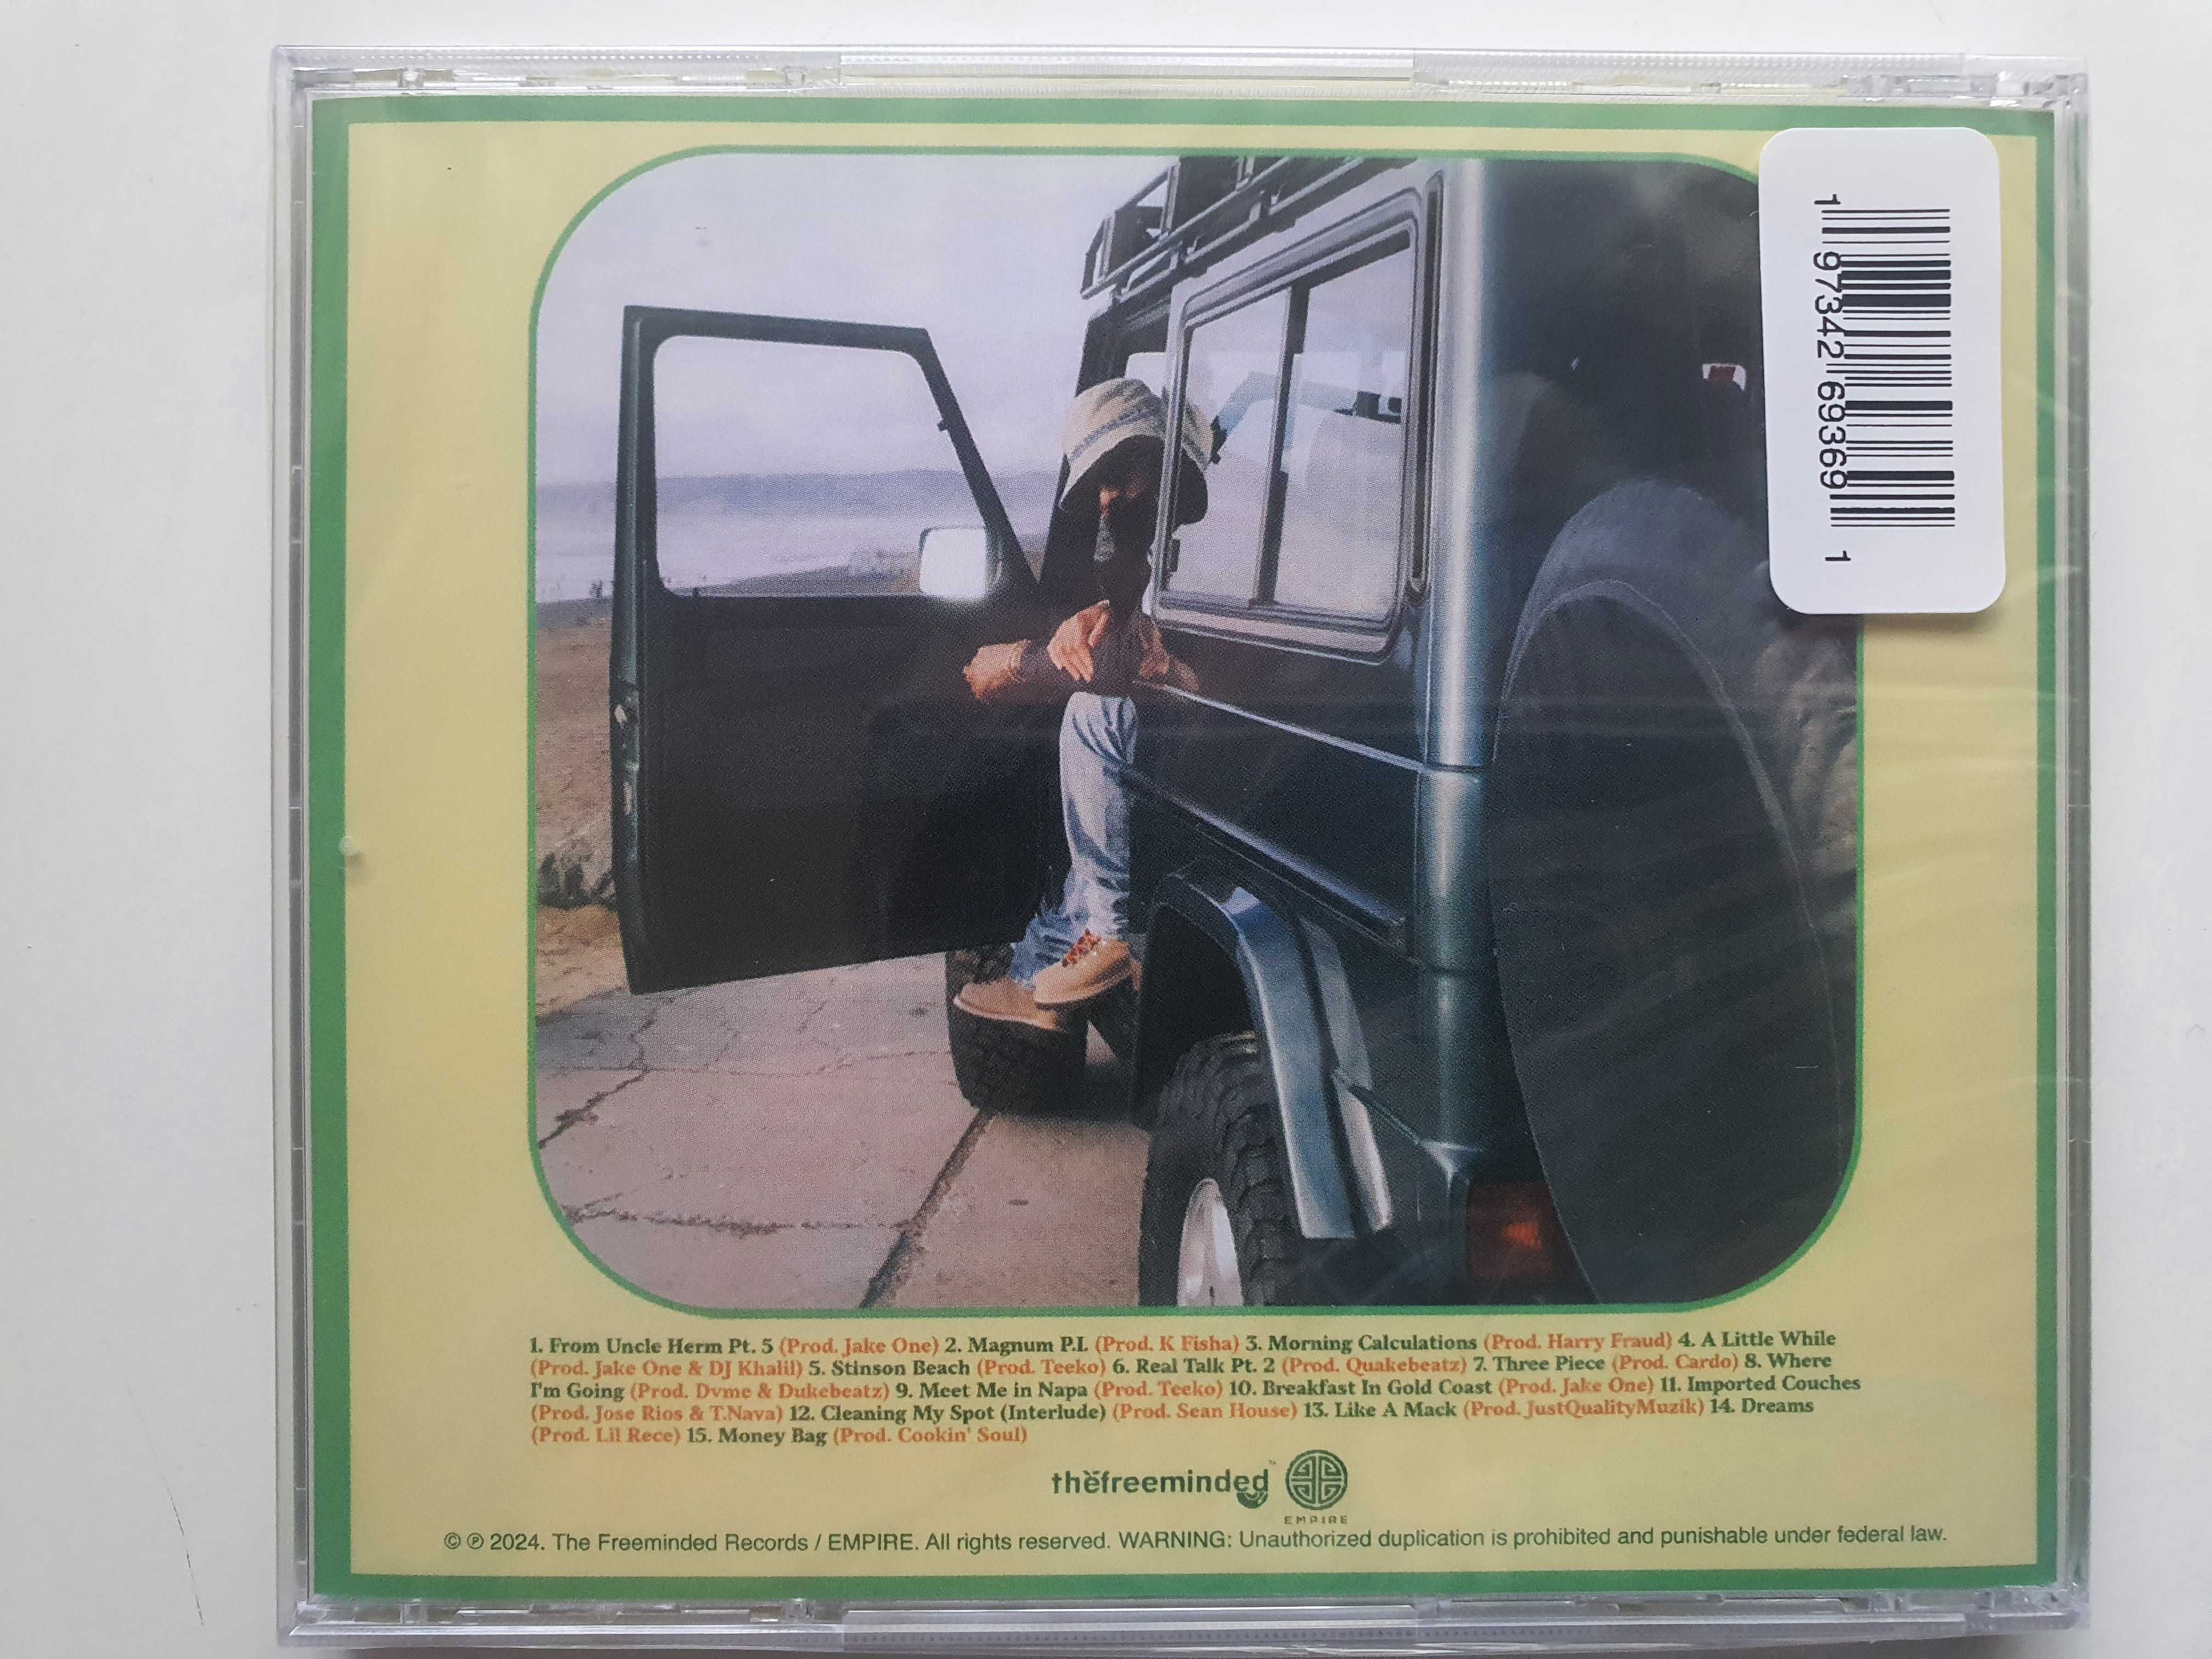 1 97342 69369 1
1. From Uncle Herm Pt. 5 (Prod. Jake One) 2. Magnum P.I. (Prod. K Fisha) 3. Morning Calculations (Prod. Harry Fraud) 4. A Little While
(Prod. Jake One & DJ Khalil) 5. Stinson Beach (Prod. Teeko) 6. Real Talk Pt. 2 (Prod. Quakebeatz) 7. Three Piece (Prod. Cardo) 8. Where
I'm Going (Prod. Dvme & Dukebeatz) 9. Meet Me in Napa (Prod. Teeko) 10. Breakfast In Gold Coast (Prod. Jake One) 11. Imported Couches
(Prod. Jose Rios & T.Nava) 12. Cleaning My Spot (Interlude) (Prod. Sean House) 13. Like A Mack (Prod. JustQualityMuzik) 14. Dreams
(Prod. Lil Rece) 15. Money Bag (Prod. Cookin' Soul)
thĕfreeminded™
EMPIRE
© ℗ 2024. The Freeminded Records / EMPIRE. All rights reserved. WARNING: Unauthorized duplication is prohibited and punishable under federal law.